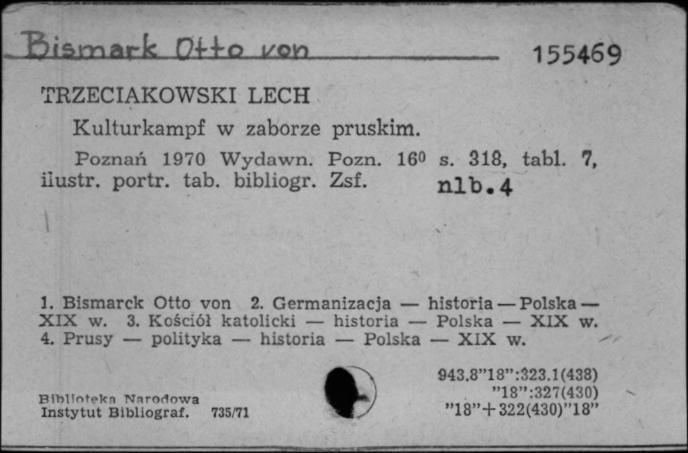 Bismark Otto von
155469
TRZECIAKOWSKI LECH
Kulturkampf w zaborze pruskim.
Poznań 1970 Wydawn. Pozn. 16⁰ s. 318, tabl. 7,
ilustr. portr. tab. bibliogr. Zsf. nlb. 4
1. Bismarck Otto von 2. Germanizacja — historia — Polska —
XIX w. 3. Kościół katolicki — historia — Polska — XIX w.
4. Prusy — polityka — historia — Polska — XIX w.
943.8”18”:323.1(438)
”18”:327(430)
”18”+322(430)”18”
Biblioteka Narodowa
Instytut Bibliograf. 735/71